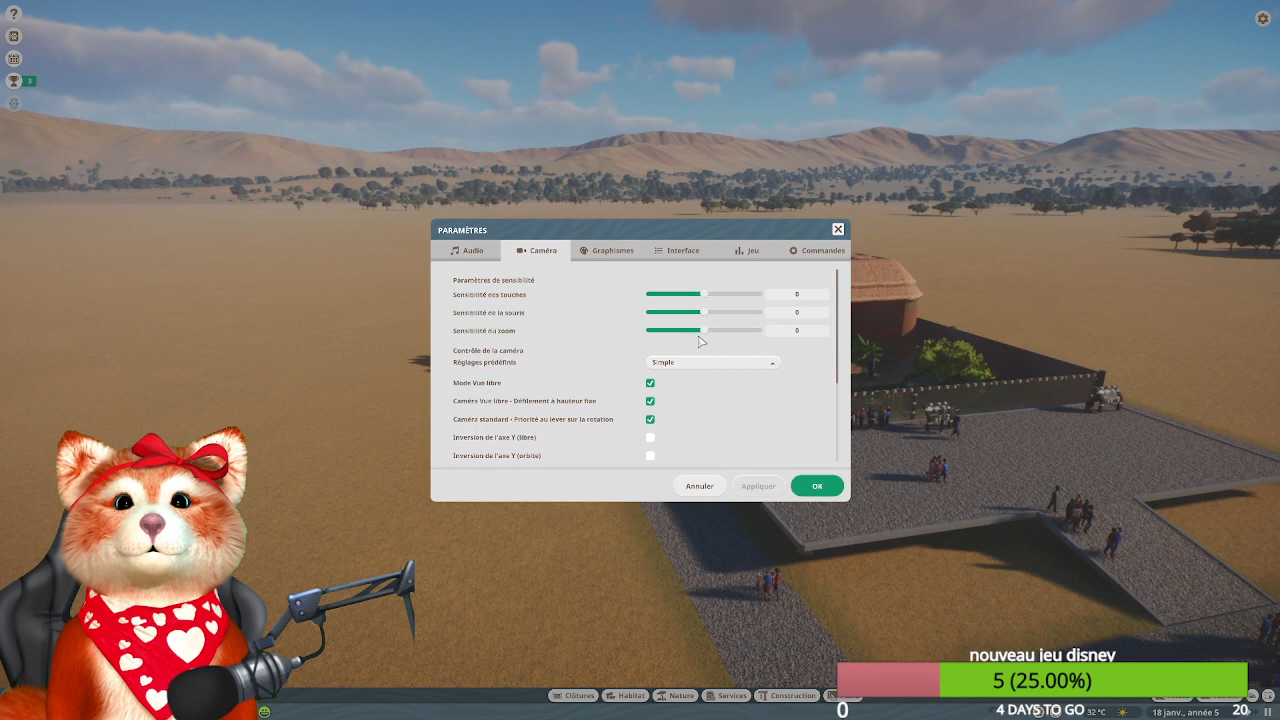 ?
3
PARAMÈTRES
Audio
Caméra
Graphismes
Interface
Jeu
Commandes
Paramètres de sensibilité
Sensibilité des touches 0
Sensibilité de la souris 0
Sensibilité du zoom 0
Contrôle de la caméra
Réglages prédéfinis Simple
Mode Vue libre
Caméra Vue libre - Défilement à hauteur fixe
Caméra standard - Priorité au lever sur la rotation
Inversion de l'axe Y (libre)
Inversion de l'axe Y (orbite)
Annuler
Appliquer
OK
nouveau jeu disney
5 (25.00%)
Clôtures
Habitat
Nature
Services
Construction
0
4 DAYS TO GO
32 °C
18 janv., année 5
20